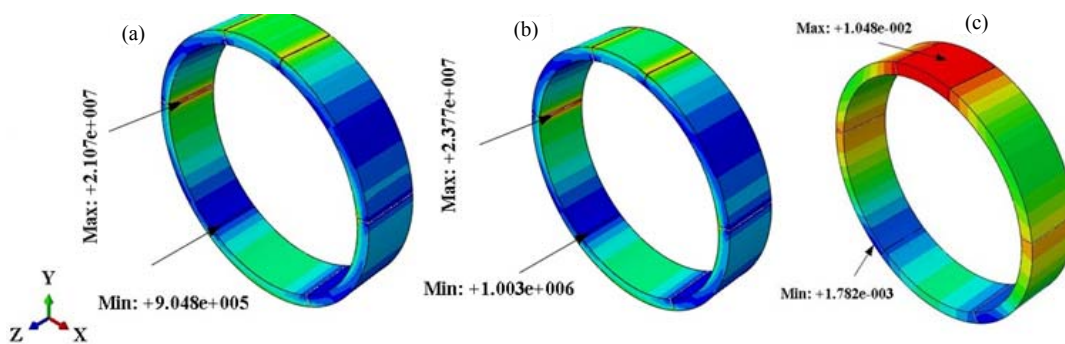 (a)
Max: +2.107e+007
Min: +9.048e+005
(b)
Max: +2.377e+007
Min: +1.003e+006
(c)
Max: +1.048e-002
Min: +1.782e-003
Y
Z
X